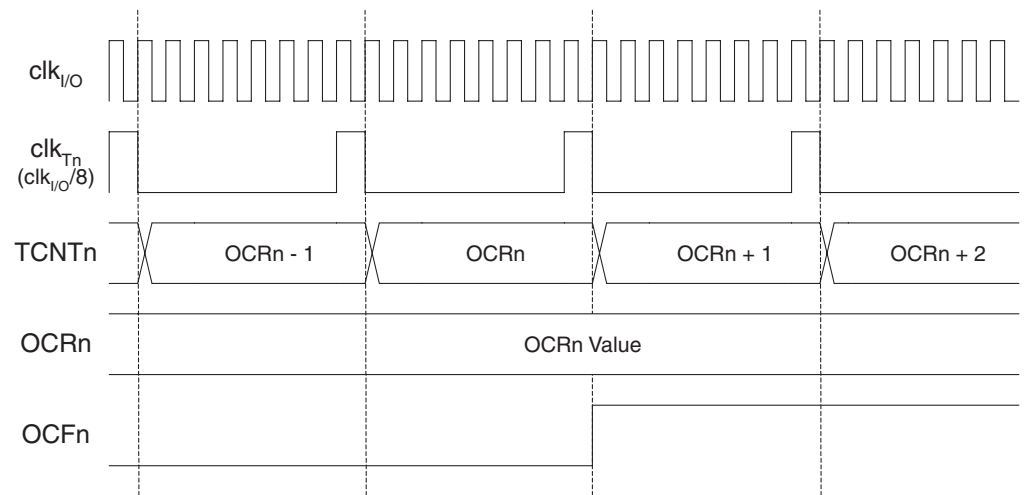 clkI/O
clkTn
(clkI/O/8)
TCNTn
OCRn - 1
OCRn
OCRn + 1
OCRn + 2
OCRn
OCRn Value
OCFn